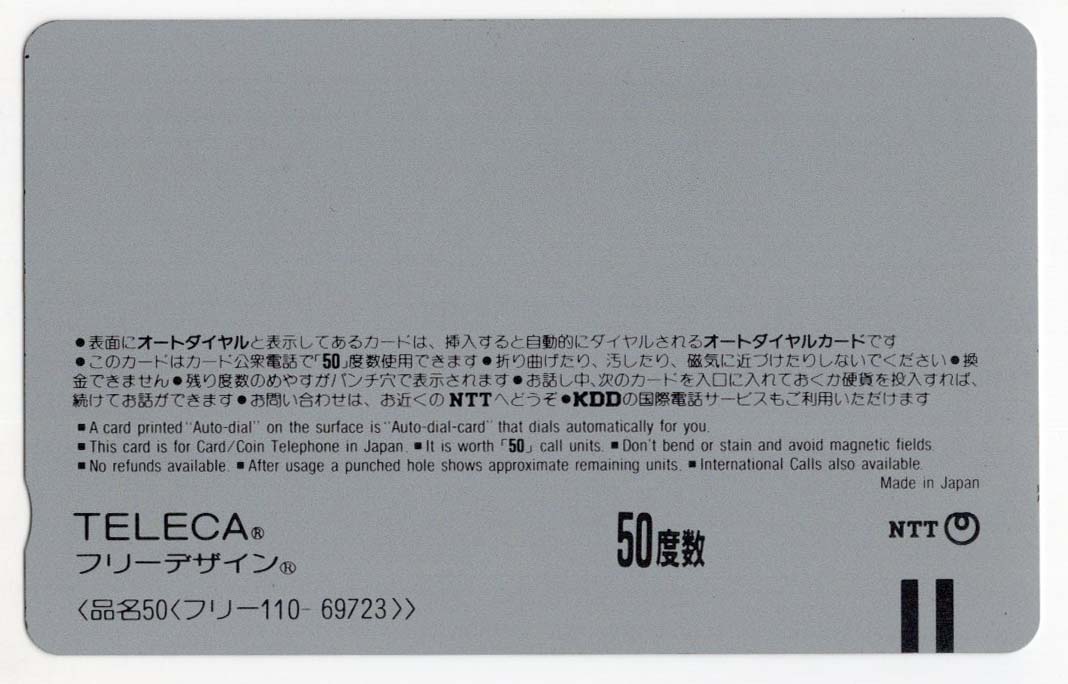 ●表面にオートダイヤルと表示してあるカードは、挿入すると自動的にダイヤルされるオートダイヤルカードです
●このカードはカード公衆電話で「50」度数使用できます●折り曲げたり、汚したり、磁気に近づけたりしないでください●換
金できません●残り度数のめやすがパンチ穴で表示されます●お話し中、次のカードを入口に入れておくか硬貨を投入すれば、
続けてお話ができます●お問い合わせは、お近くのNTTへどうぞ●KDDの国際電話サービスもご利用いただけます
■A card printed "Auto-dial" on the surface is "Auto-dial-card" that dials automatically for you.
■This card is for Card/Coin Telephone in Japan. ■It is worth「50」call units. ■Don't bend or stain and avoid magnetic fields.
■No refunds available. ■After usage a punched hole shows approximate remaining units. ■International Calls also available.
Made in Japan
TELECA®
フリーデザイン®
50度数
NTT
〈品名50〈フリー110-69723〉〉